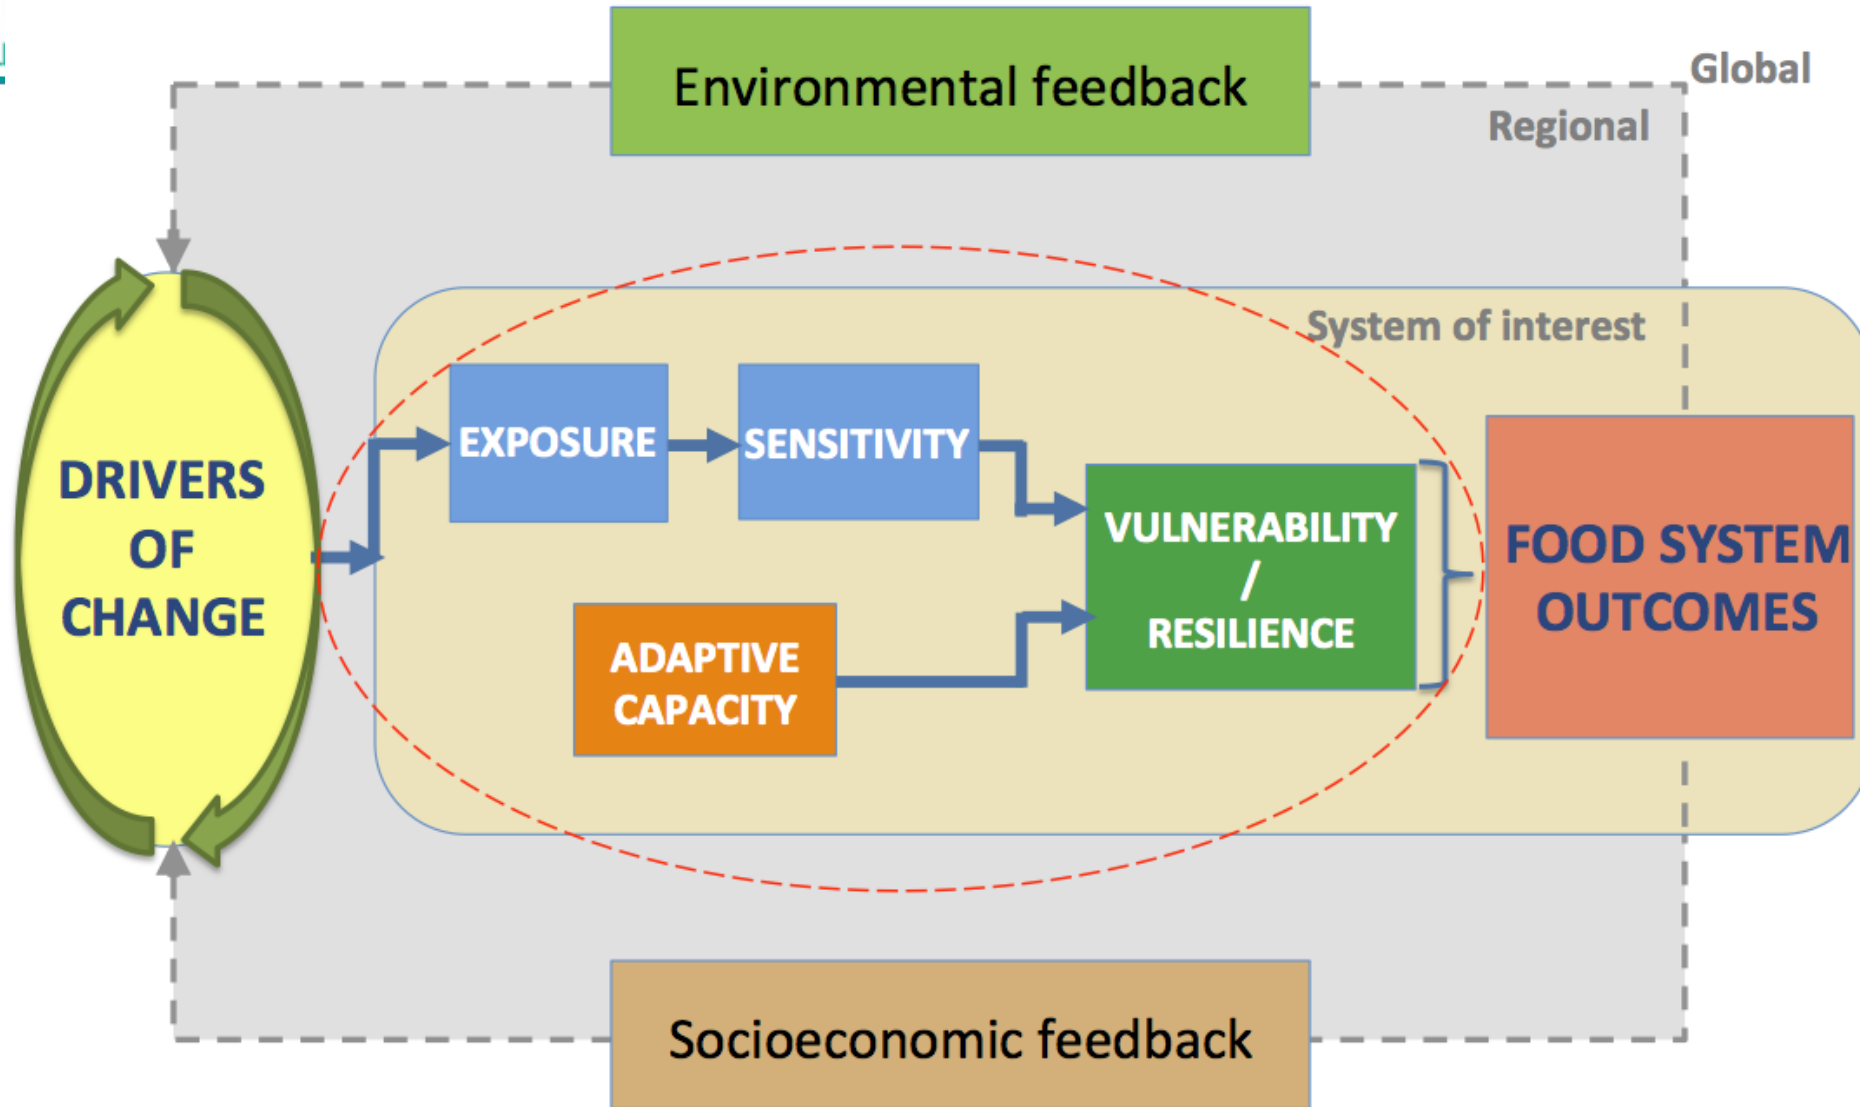 Environmental feedback
Global
Regional
System of interest
EXPOSURE
SENSITIVITY
DRIVERS
OF
CHANGE
VULNERABILITY
/
RESILIENCE
FOOD SYSTEM
OUTCOMES
ADAPTIVE
CAPACITY
Socioeconomic feedback